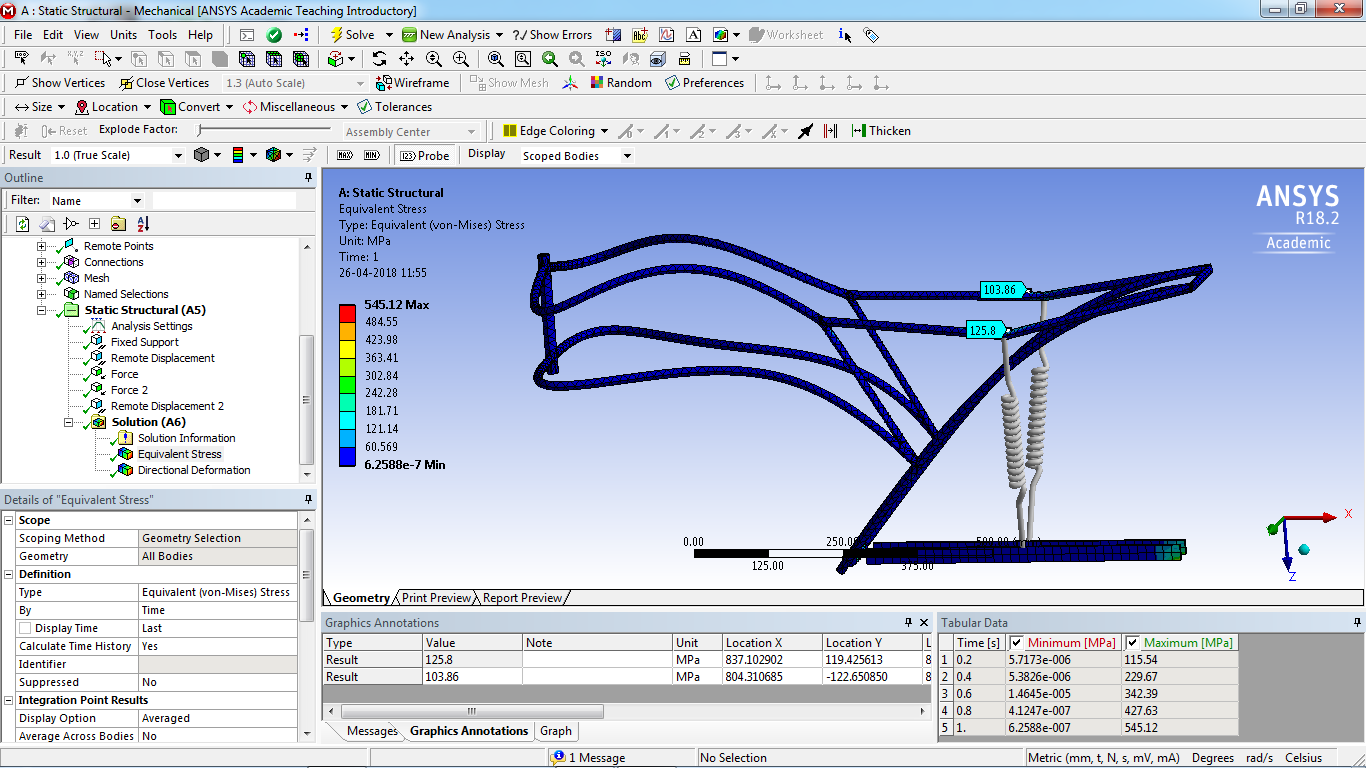 A : Static Structural - Mechanical [ANSYS Academic Teaching Introductory]
File Edit View Units Tools Help Solve New Analysis ?/ Show Errors Worksheet
Show Vertices Close Vertices 1.3 (Auto Scale) Wireframe Show Mesh Random Preferences
Size Location Convert Miscellaneous Tolerances
Reset Explode Factor: Assembly Center Edge Coloring Thicken
Result 1.0 (True Scale) MAX MIN Probe Display Scoped Bodies
Outline
Filter: Name
Remote Points
Connections
Mesh
Named Selections
Static Structural (A5)
Analysis Settings
Fixed Support
Remote Displacement
Force
Force 2
Remote Displacement 2
Solution (A6)
Solution Information
Equivalent Stress
Directional Deformation
Details of "Equivalent Stress"
Scope
Scoping Method Geometry Selection
Geometry All Bodies
Definition
Type Equivalent (von-Mises) Stress
By Time
Display Time Last
Calculate Time History Yes
Identifier
Suppressed No
Integration Point Results
Display Option Averaged
Average Across Bodies No
A: Static Structural
Equivalent Stress
Type: Equivalent (von-Mises) Stress
Unit: MPa
Time: 1
26-04-2018 11:55
545.12 Max
484.55
423.98
363.41
302.84
242.28
181.71
121.14
60.569
6.2588e-7 Min
ANSYS
R18.2
Academic
103.86
125.8
0.00 250.00 500.00
125.00 375.00
X
Z
Geometry Print Preview Report Preview
Graphics Annotations
Type Value Note Unit Location X Location Y L
Result 125.8 MPa 837.102902 119.425613 8
Result 103.86 MPa 804.310685 -122.650850 8
Messages Graphics Annotations Graph
Tabular Data
Time [s] Minimum [MPa] Maximum [MPa]
1 0.2 5.7173e-006 115.54
2 0.4 5.3826e-006 229.67
3 0.6 1.4645e-005 342.39
4 0.8 4.1247e-007 427.63
5 1. 6.2588e-007 545.12
1 Message No Selection Metric (mm, t, N, s, mV, mA) Degrees rad/s Celsius